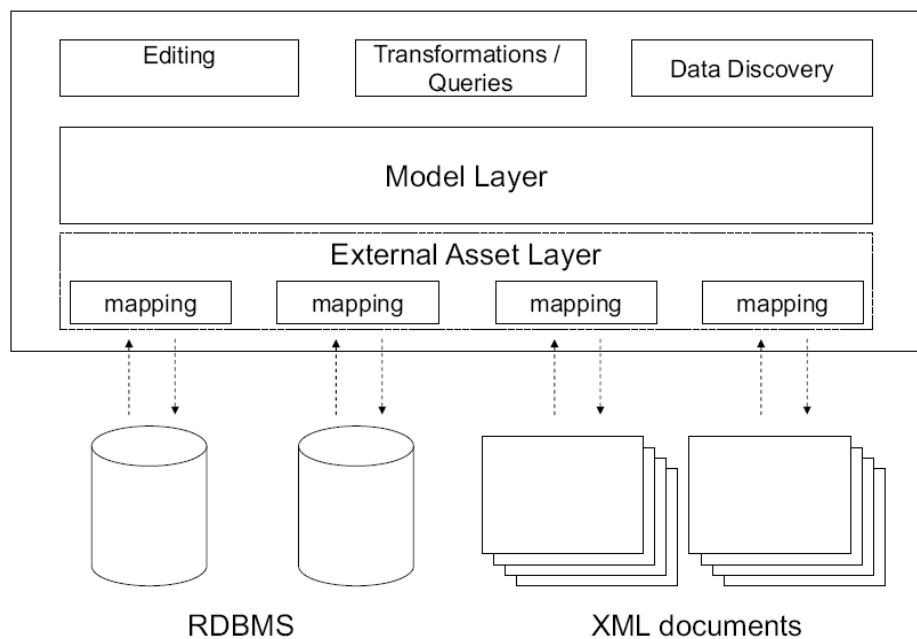 Editing
Transformations /
Queries
Data Discovery
Model Layer
External Asset Layer
mapping
mapping
mapping
mapping
RDBMS
XML documents